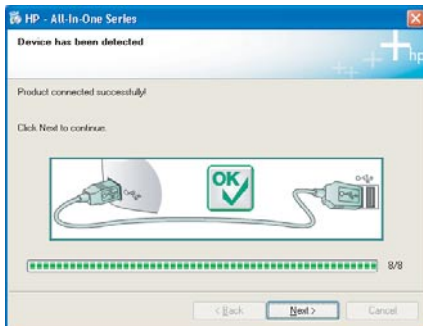 HP - All-In-One Series
Device has been detected
hp
Product connected successfully!
Click Next to continue.
OK
8/8
< Back Next > Cancel